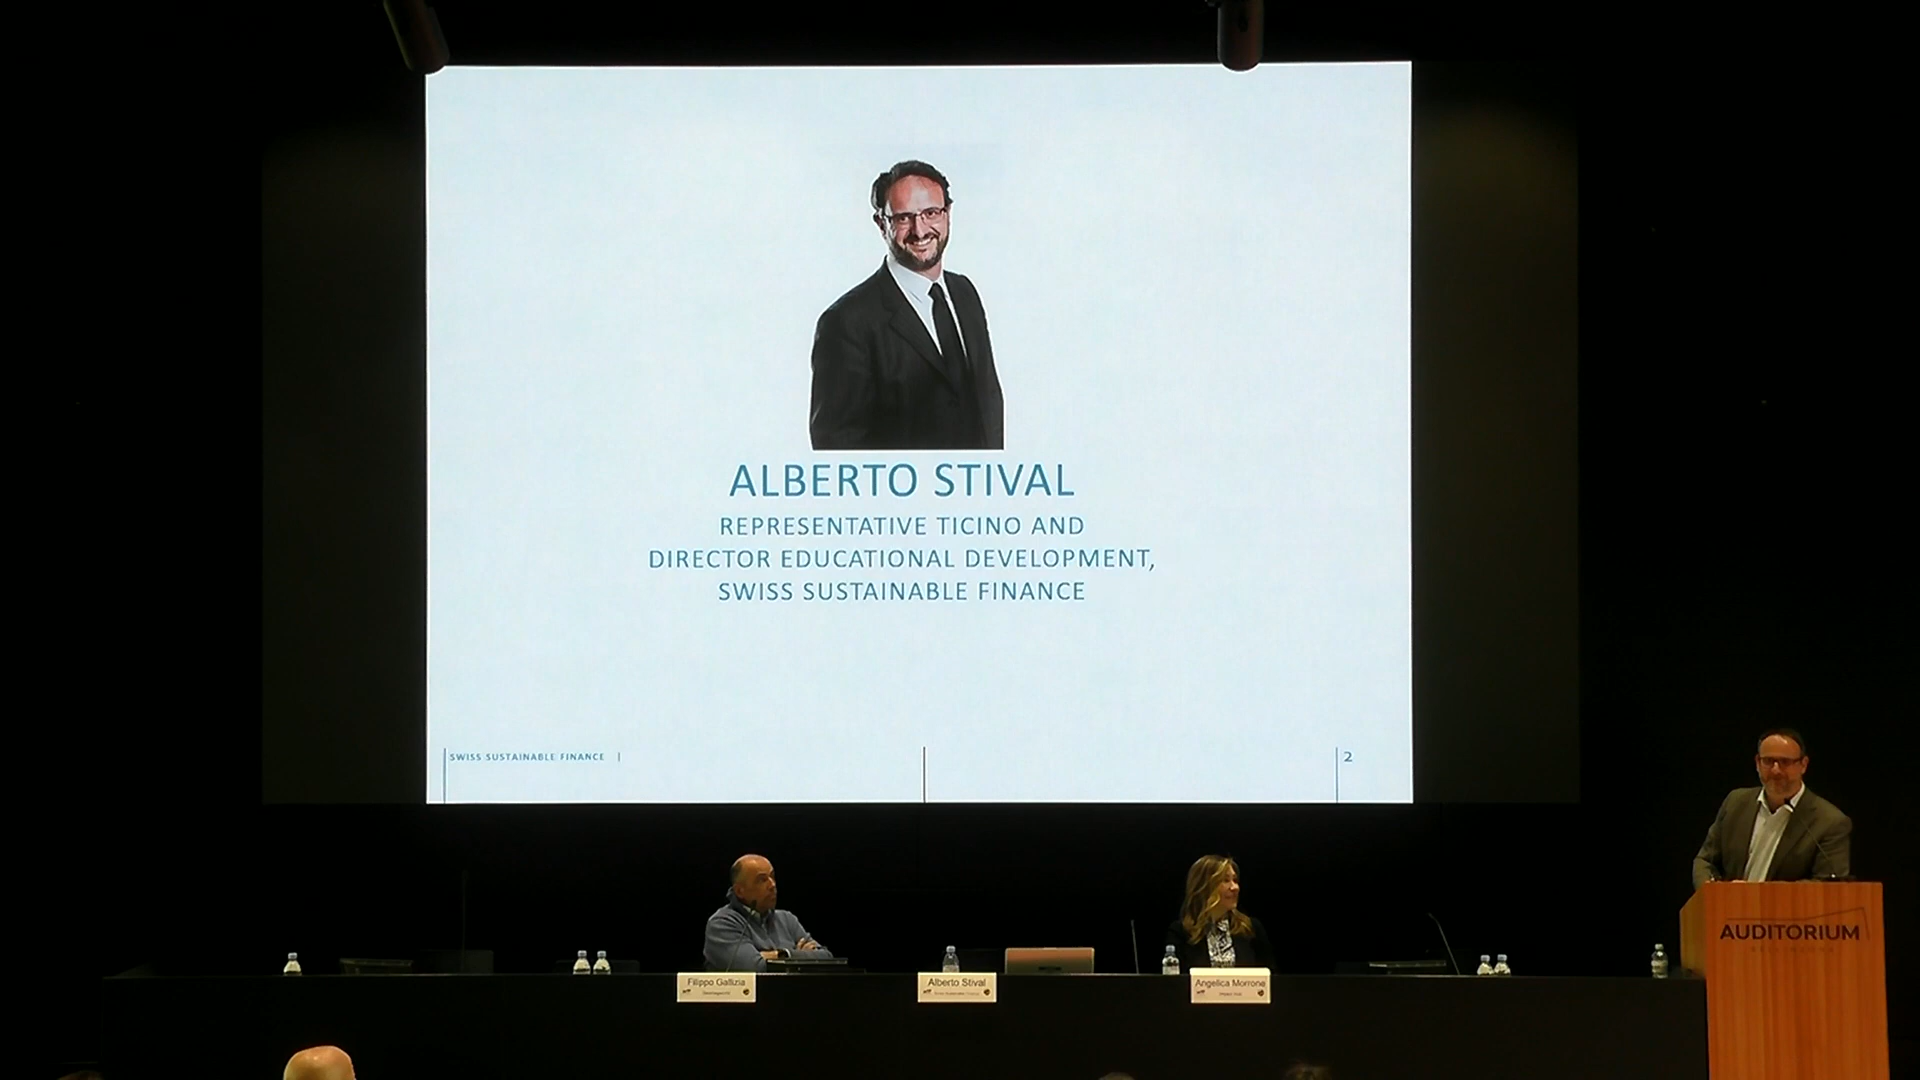 ALBERTO STIVAL
REPRESENTATIVE TICINO AND
DIRECTOR EDUCATIONAL DEVELOPMENT,
SWISS SUSTAINABLE FINANCE
SWISS SUSTAINABLE FINANCE |
2
AUDITORIUM
Filippo Gallizia
Alberto Stival
Angelica Morrone